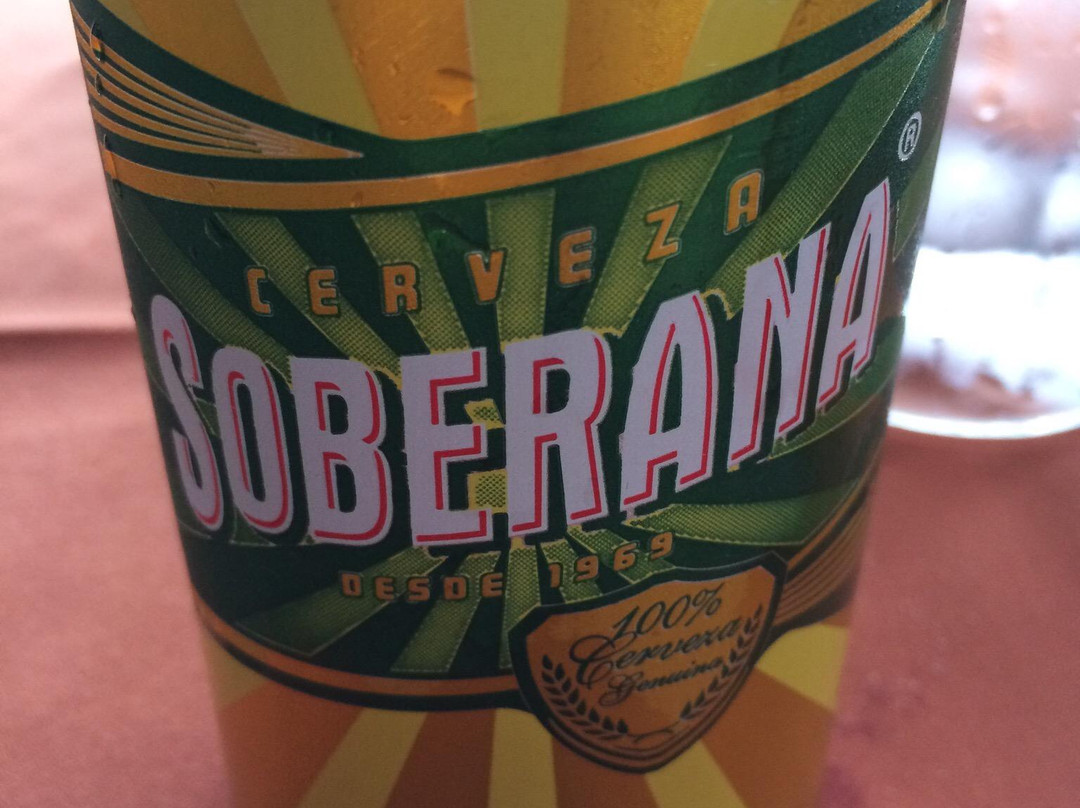 ®
CERVEZA
SOBERANA
DESDE 1969
100%
Cerveza
Genuina